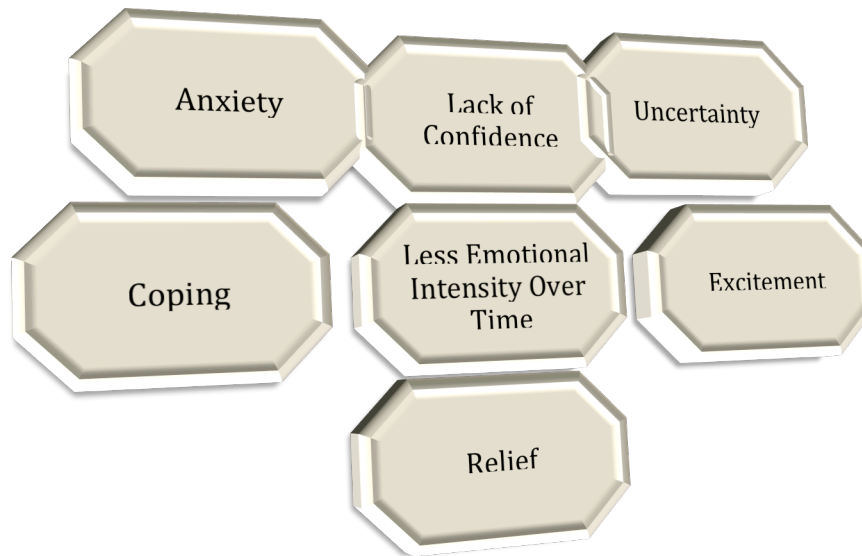 Anxiety
Lack of
Confidence
Uncertainty
Coping
Less Emotional
Intensity Over
Time
Excitement
Relief